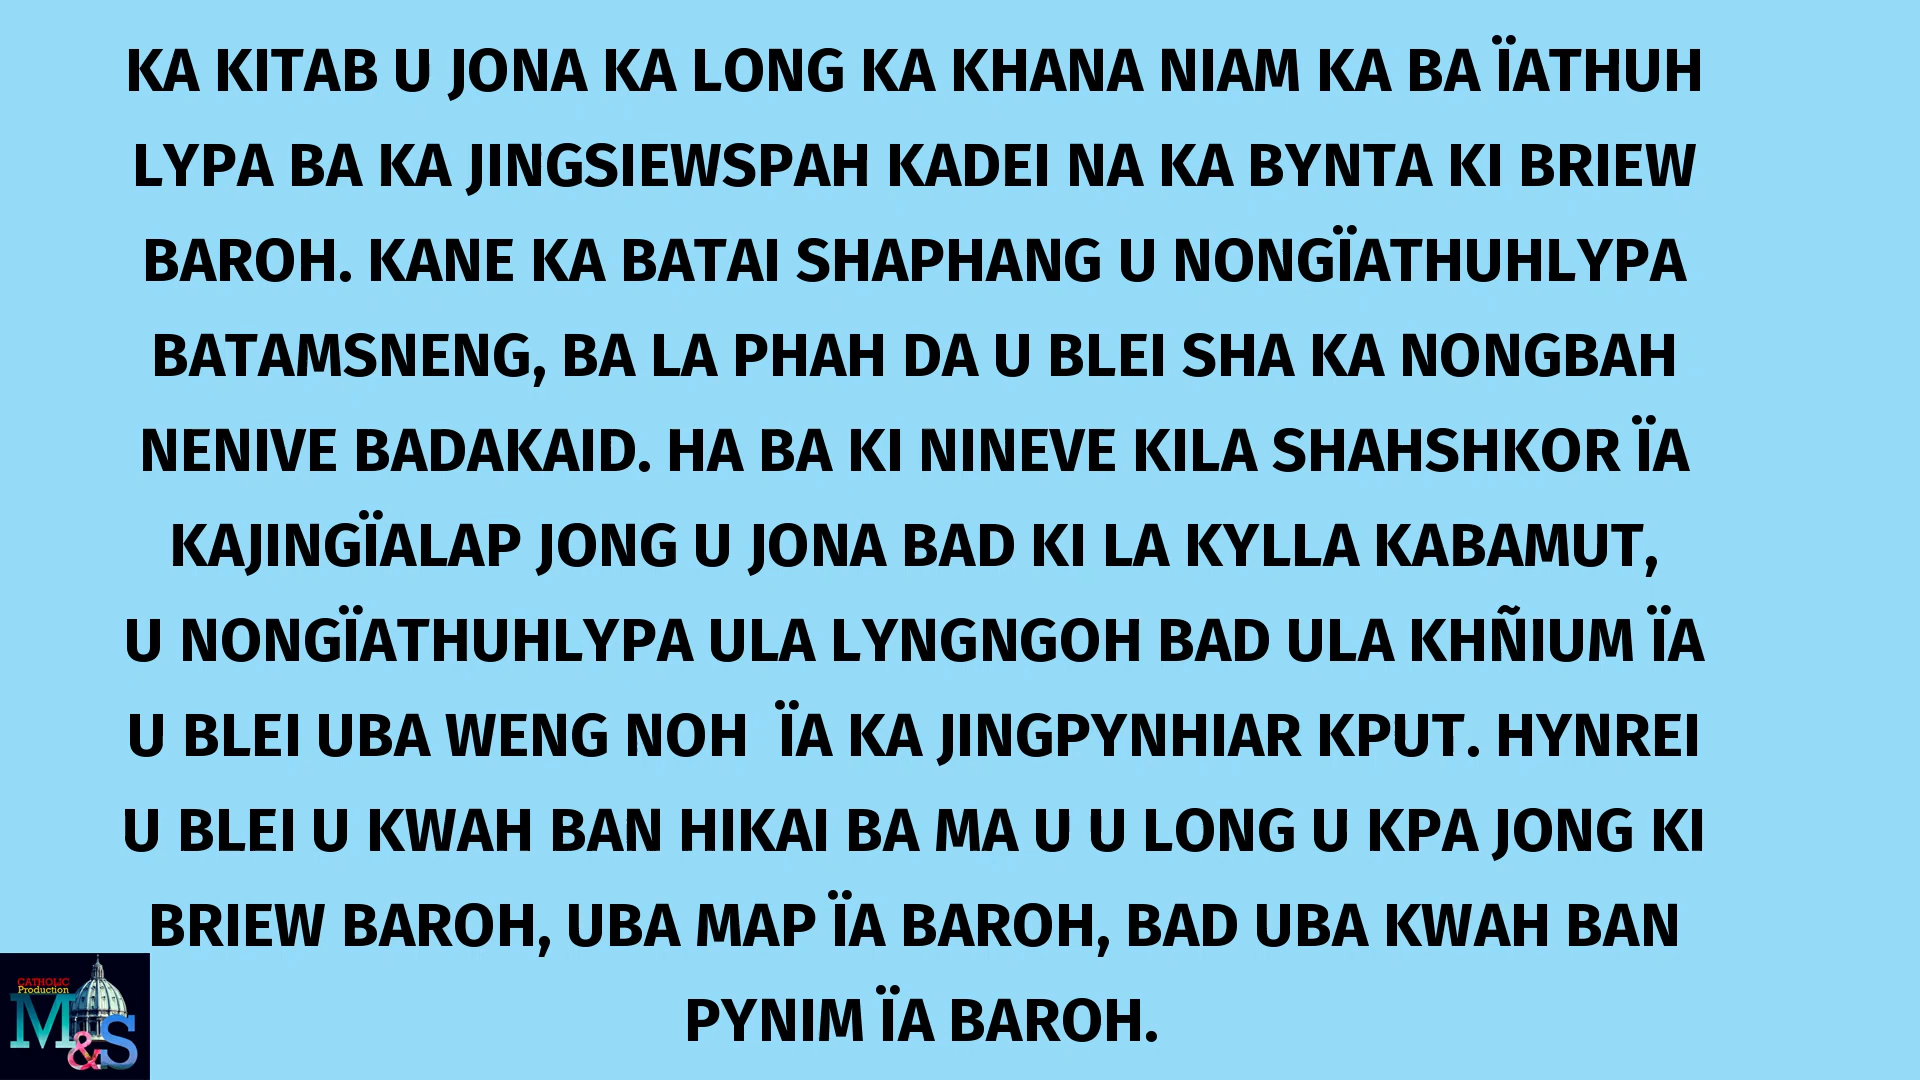 KA KITAB U JONA KA LONG KA KHANA NIAM KA BA ÏATHUH
LYPA BA KA JINGSIEWSPAH KADEI NA KA BYNTA KI BRIEW
BAROH. KANE KA BATAI SHAPHANG U NONGÏATHUHLYPA
BATAMSNENG, BA LA PHAH DA U BLEI SHA KA NONGBAH
NENIVE BADAKAID. HA BA KI NINEVE KILA SHAHSHKOR ÏA
KAJINGÏALAP JONG U JONA BAD KI LA KYLLA KABAMUT,
U NONGÏATHUHLYPA ULA LYNGNGOH BAD ULA KHÑIUM ÏA
U BLEI UBA WENG NOH ÏA KA JINGPYNHIAR KPUT. HYNREI
U BLEI U KWAH BAN HIKAI BA MA U U LONG U KPA JONG KI
BRIEW BAROH, UBA MAP ÏA BAROH, BAD UBA KWAH BAN
PYNIM ÏA BAROH.
CATHOLIC
Production
M&S